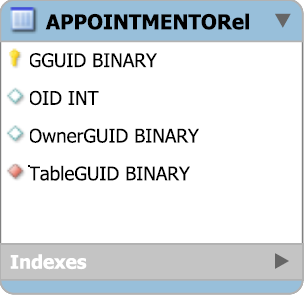 APPOINTMENTORel
GGUID BINARY
OID INT
OwnerGUID BINARY
TableGUID BINARY
Indexes